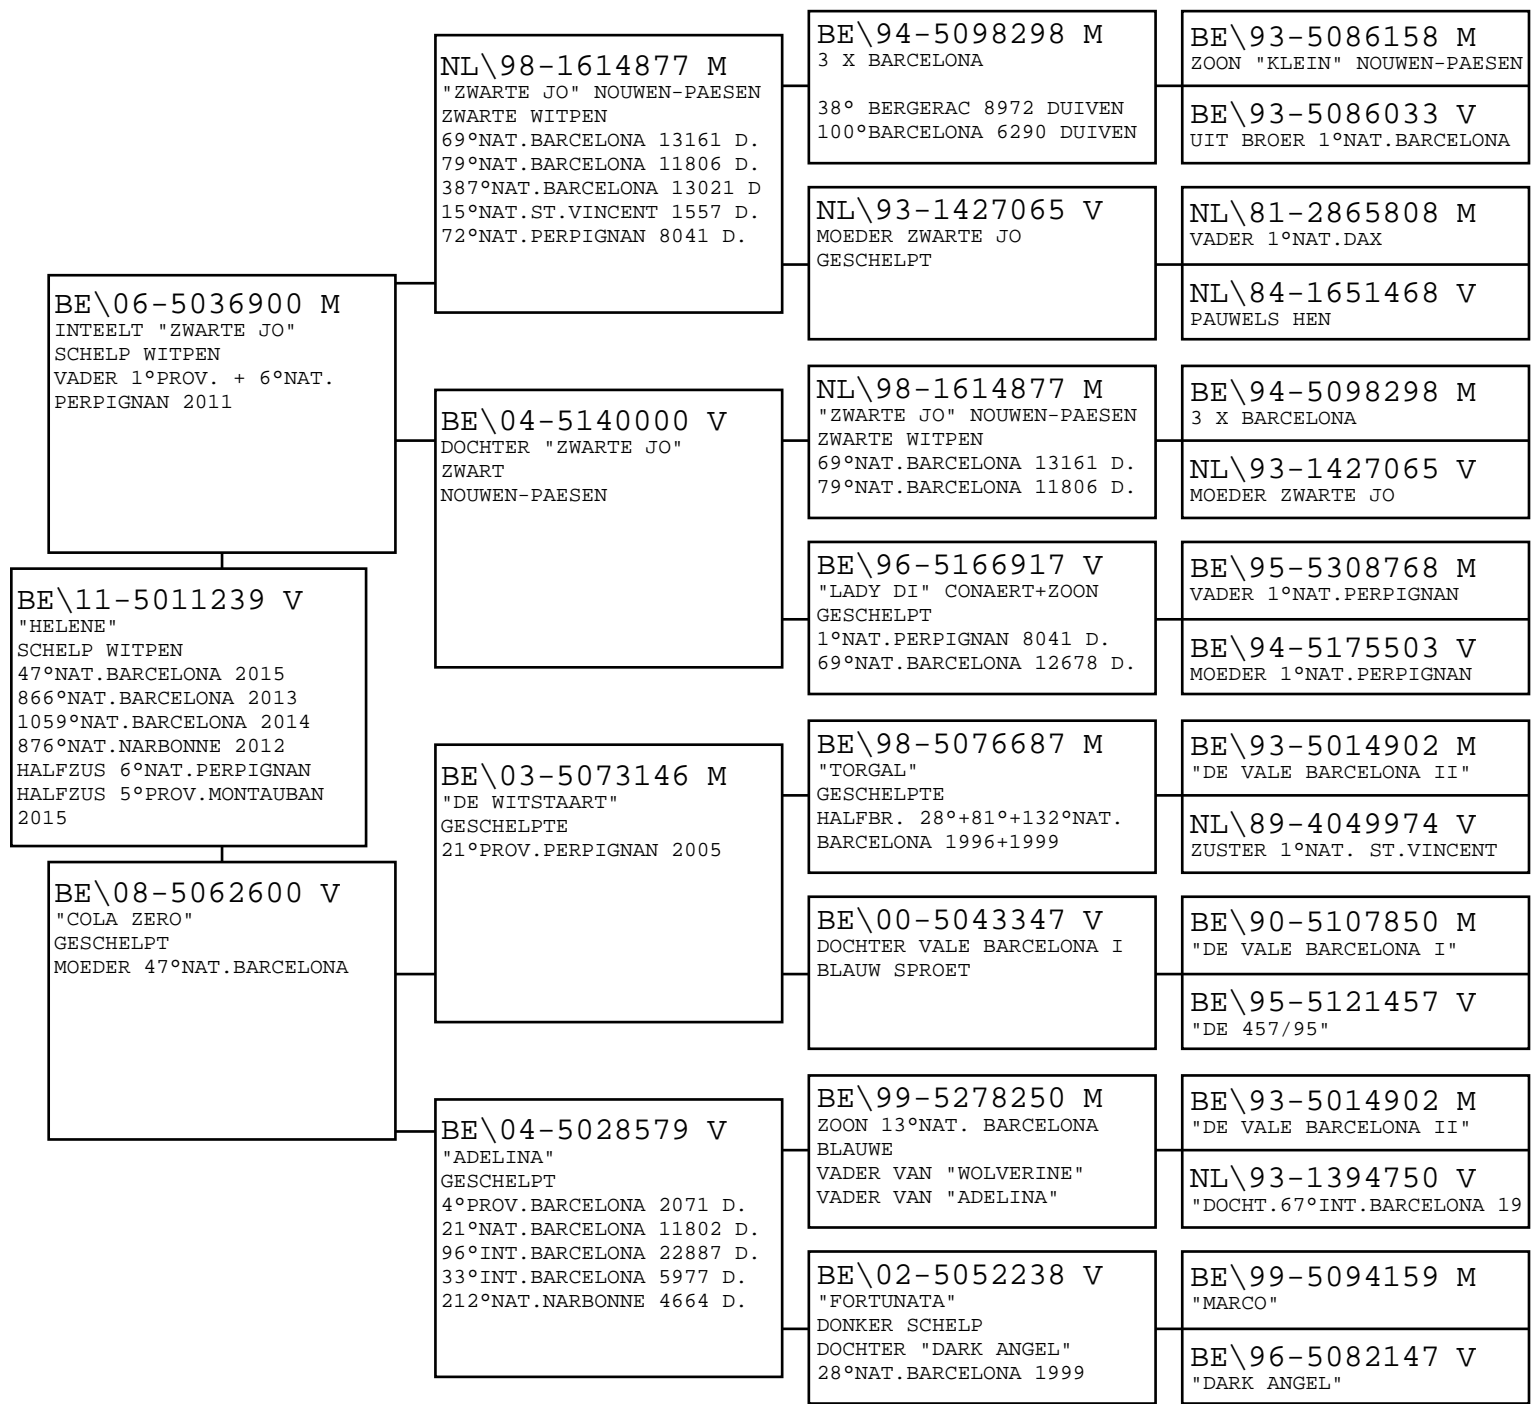 BE\11-5011239 V
"HELENE"
SCHELP WITPEN
47°NAT.BARCELONA 2015
866°NAT.BARCELONA 2013
1059°NAT.BARCELONA 2014
876°NAT.NARBONNE 2012
HALFZUS 6°NAT.PERPIGNAN
HALFZUS 5°PROV.MONTAUBAN
2015
BE\06-5036900 M
INTEELT "ZWARTE JO"
SCHELP WITPEN
VADER 1°PROV. + 6°NAT.
PERPIGNAN 2011
BE\08-5062600 V
"COLA ZERO"
GESCHELPT
MOEDER 47°NAT.BARCELONA
NL\98-1614877 M
"ZWARTE JO" NOUWEN-PAESEN
ZWARTE WITPEN
69°NAT.BARCELONA 13161 D.
79°NAT.BARCELONA 11806 D.
387°NAT.BARCELONA 13021 D
15°NAT.ST.VINCENT 1557 D.
72°NAT.PERPIGNAN 8041 D.
BE\04-5140000 V
DOCHTER "ZWARTE JO"
ZWART
NOUWEN-PAESEN
BE\03-5073146 M
"DE WITSTAART"
GESCHELPTE
21°PROV.PERPIGNAN 2005
BE\04-5028579 V
"ADELINA"
GESCHELPT
4°PROV.BARCELONA 2071 D.
21°NAT.BARCELONA 11802 D.
96°INT.BARCELONA 22887 D.
33°INT.BARCELONA 5977 D.
212°NAT.NARBONNE 4664 D.
BE\94-5098298 M
3 X BARCELONA
38° BERGERAC 8972 DUIVEN
100°BARCELONA 6290 DUIVEN
NL\93-1427065 V
MOEDER ZWARTE JO
GESCHELPT
NL\98-1614877 M
"ZWARTE JO" NOUWEN-PAESEN
ZWARTE WITPEN
69°NAT.BARCELONA 13161 D.
79°NAT.BARCELONA 11806 D.
BE\96-5166917 V
"LADY DI" CONAERT+ZOON
GESCHELPT
1°NAT.PERPIGNAN 8041 D.
69°NAT.BARCELONA 12678 D.
BE\98-5076687 M
"TORGAL"
GESCHELPTE
HALFBR. 28°+81°+132°NAT.
BARCELONA 1996+1999
BE\00-5043347 V
DOCHTER VALE BARCELONA I
BLAUW SPROET
BE\99-5278250 M
ZOON 13°NAT. BARCELONA
BLAUWE
VADER VAN "WOLVERINE"
VADER VAN "ADELINA"
BE\02-5052238 V
"FORTUNATA"
DONKER SCHELP
DOCHTER "DARK ANGEL"
28°NAT.BARCELONA 1999
BE\93-5086158 M
ZOON "KLEIN" NOUWEN-PAESEN
BE\93-5086033 V
UIT BROER 1°NAT.BARCELONA
NL\81-2865808 M
VADER 1°NAT.DAX
NL\84-1651468 V
PAUWELS HEN
BE\94-5098298 M
3 X BARCELONA
NL\93-1427065 V
MOEDER ZWARTE JO
BE\95-5308768 M
VADER 1°NAT.PERPIGNAN
BE\94-5175503 V
MOEDER 1°NAT.PERPIGNAN
BE\93-5014902 M
"DE VALE BARCELONA II"
NL\89-4049974 V
ZUSTER 1°NAT. ST.VINCENT
BE\90-5107850 M
"DE VALE BARCELONA I"
BE\95-5121457 V
"DE 457/95"
BE\93-5014902 M
"DE VALE BARCELONA II"
NL\93-1394750 V
"DOCHT.67°INT.BARCELONA 19
BE\99-5094159 M
"MARCO"
BE\96-5082147 V
"DARK ANGEL"